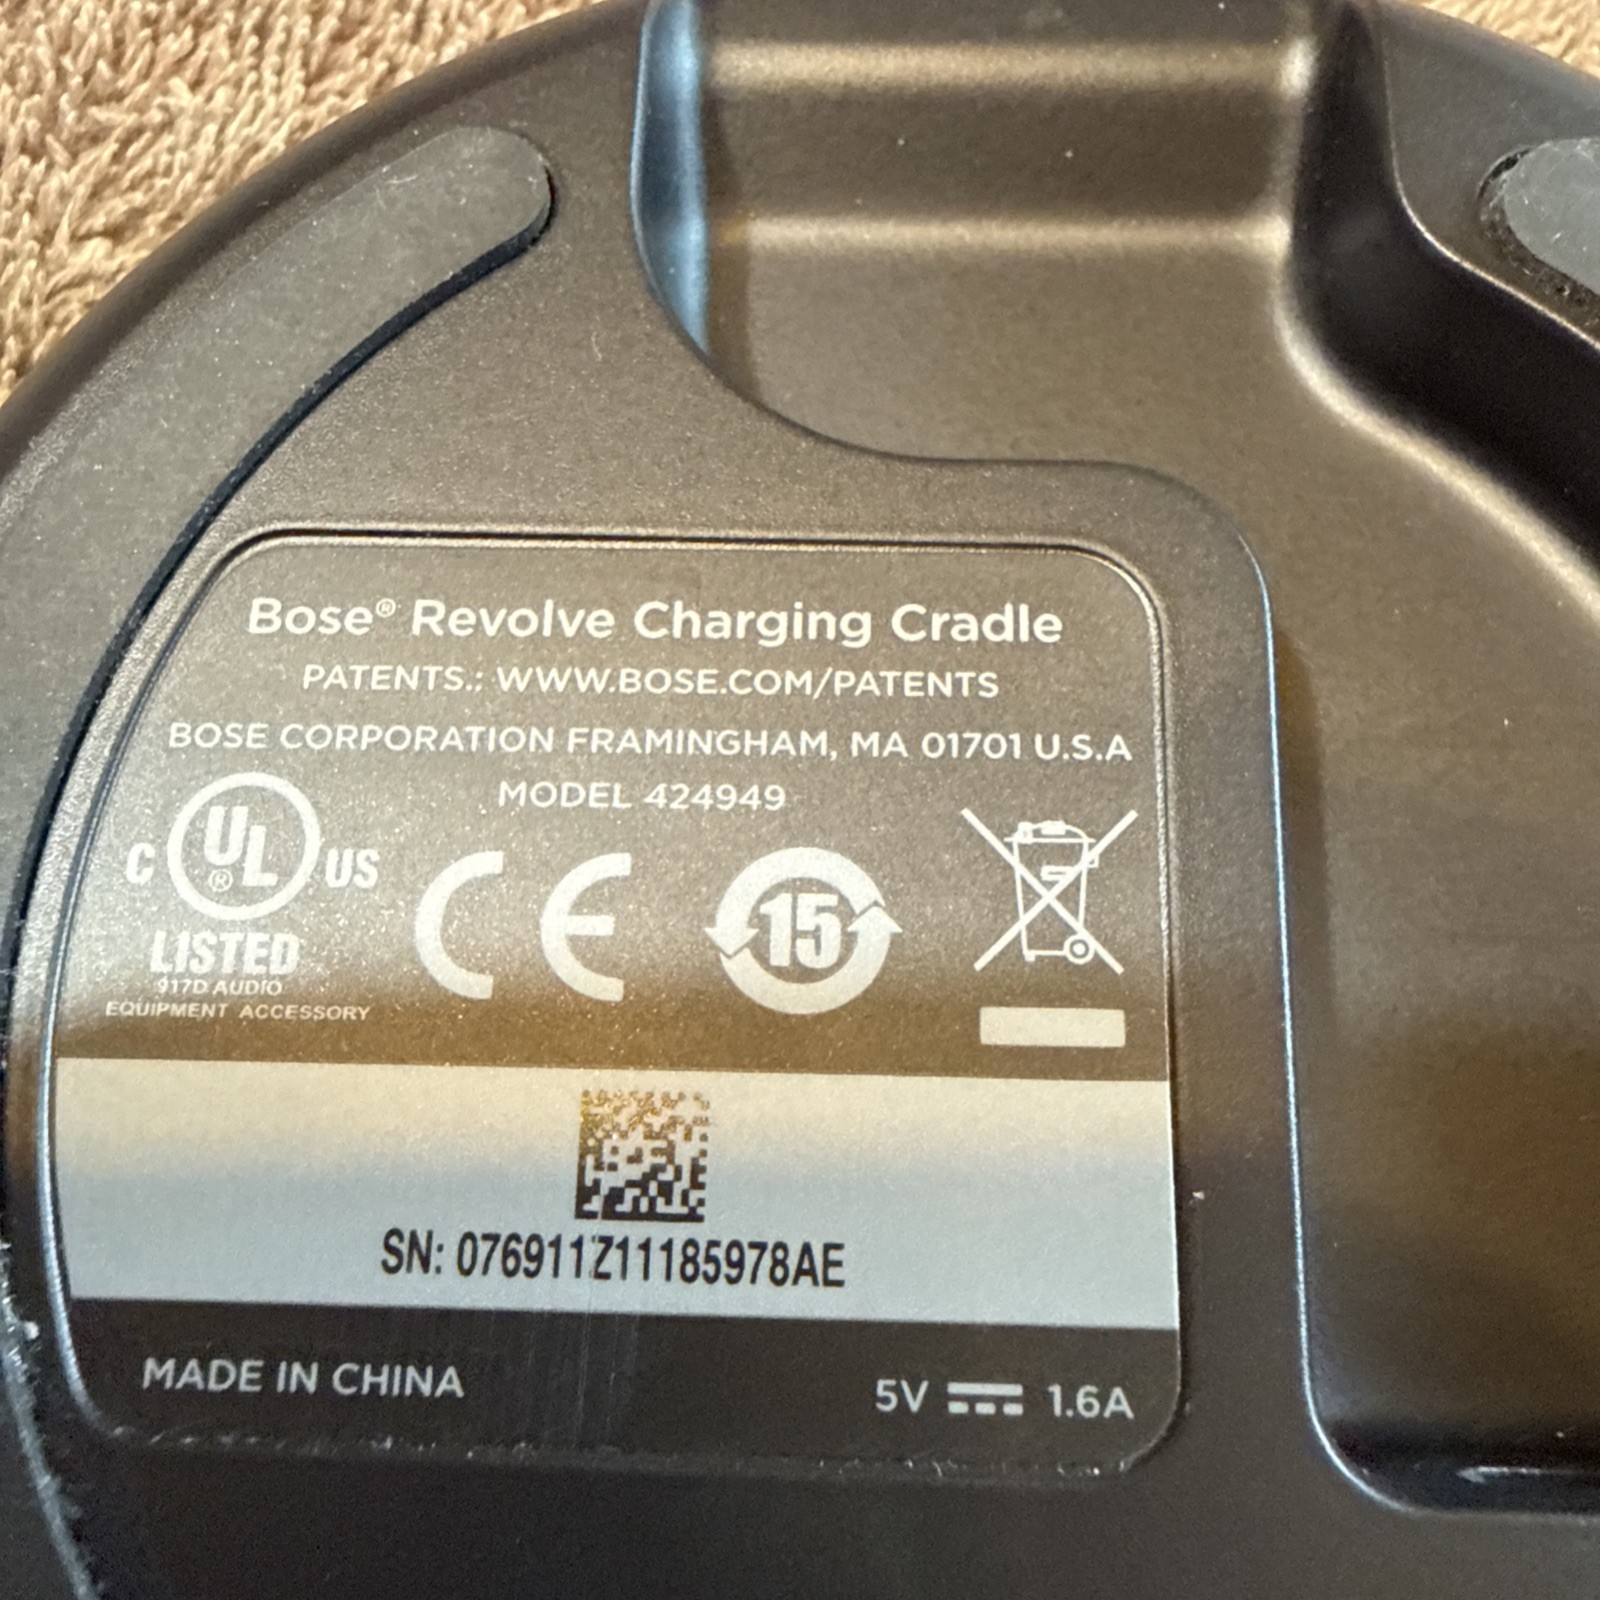 Bose® Revolve Charging Cradle
PATENTS.: WWW.BOSE.COM/PATENTS
BOSE CORPORATION FRAMINGHAM, MA 01701 U.S.A
MODEL 424949
C UL® US
LISTED
917D AUDIO
EQUIPMENT ACCESSORY
CE
15
SN: 076911Z11185978AE
MADE IN CHINA
5V ⎓ 1.6A